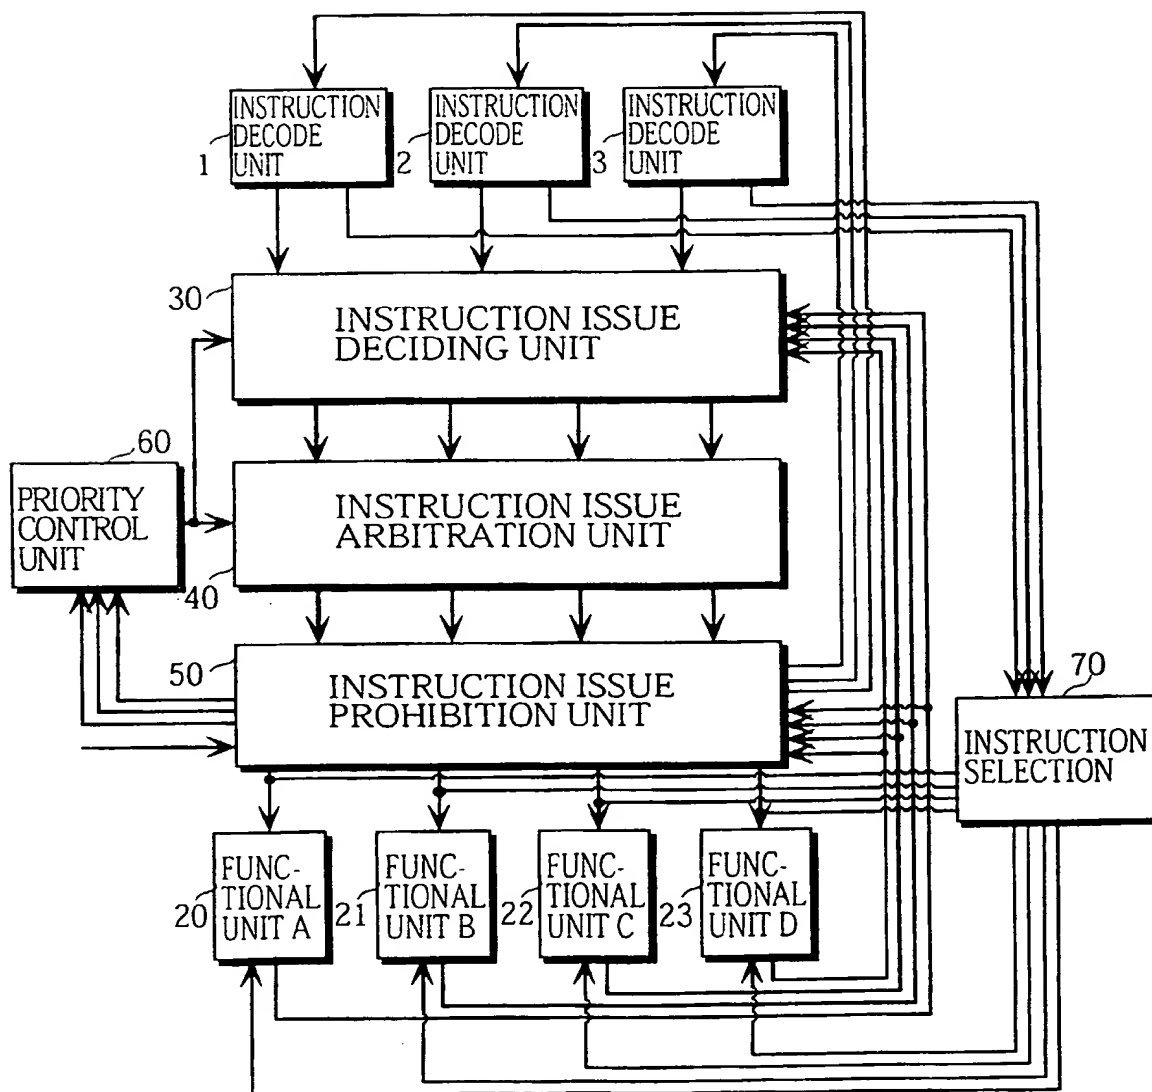 INSTRUCTION
DECODE
UNIT
1
INSTRUCTION
DECODE
UNIT
2
INSTRUCTION
DECODE
UNIT
3
30
INSTRUCTION ISSUE
DECIDING UNIT
60
PRIORITY
CONTROL
UNIT
INSTRUCTION ISSUE
ARBITRATION UNIT
40
50
INSTRUCTION ISSUE
PROHIBITION UNIT
70
INSTRUCTION
SELECTION
FUNC-
TIONAL
UNIT A
20
FUNC-
TIONAL
UNIT B
21
FUNC-
TIONAL
UNIT C
22
FUNC-
TIONAL
UNIT D
23